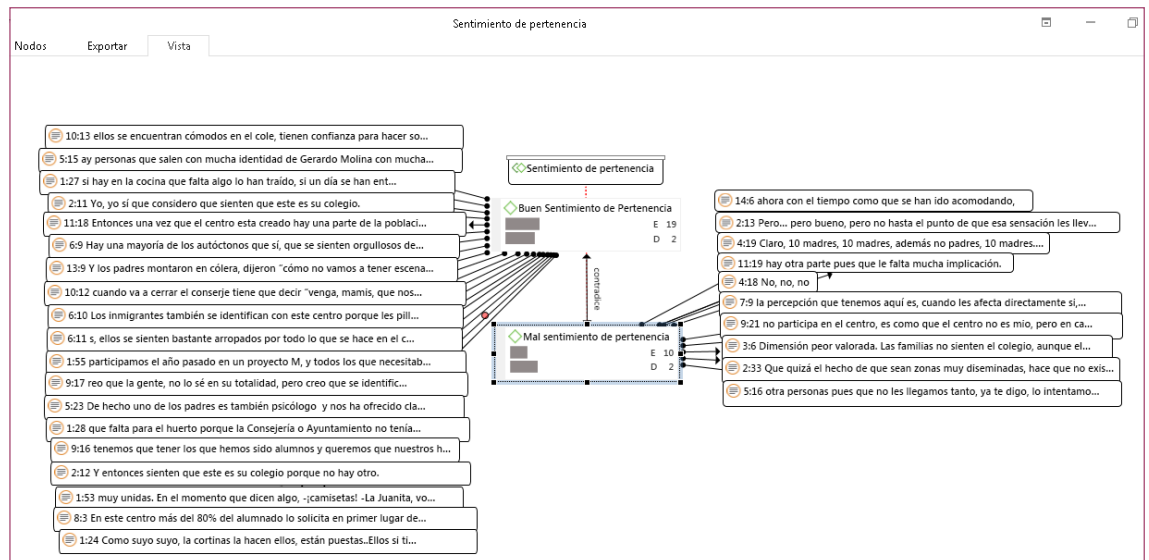 Sentimiento de pertenencia
Nodos Exportar Vista
10:13 ellos se encuentran cómodos en el cole, tienen confianza para hacer so...
5:15 ay personas que salen con mucha identidad de Gerardo Molina con mucha...
1:27 si hay en la cocina que falta algo lo han traído, si un día se han ent...
2:11 Yo, yo sí que considero que sienten que este es su colegio.
11:18 Entonces una vez que el centro esta creado hay una parte de la poblaci...
6:9 Hay una mayoría de los autóctonos que sí, que se sienten orgullosos de...
13:9 Y los padres montaron en cólera, dijeron ¨cómo no vamos a tener escena...
10:12 cuando va a cerrar el conserje tiene que decir ¨venga, mamis, que nos...
6:10 Los inmigrantes también se identifican con este centro porque les pill...
6:11 s, ellos se sienten bastante arropados por todo lo que se hace en el c...
1:55 participamos el año pasado en un proyecto M, y todos los que necesitab...
9:17 reo que la gente, no lo sé en su totalidad, pero creo que se identific...
5:23 De hecho uno de los padres es también psicólogo y nos ha ofrecido cla...
1:28 que falta para el huerto porque la Consejería o Ayuntamiento no tenía...
9:16 tenemos que tener los que hemos sido alumnos y queremos que nuestros h...
2:12 Y entonces sienten que este es su colegio porque no hay otro.
1:53 muy unidas. En el momento que dicen algo, -¡camisetas! -La Juanita, vo...
8:3 En este centro más del 80% del alumnado lo solicita en primer lugar de...
1:24 Como suyo suyo, la cortinas la hacen ellos, están puestas..Ellos si ti...
Sentimiento de pertenencia
Buen Sentimiento de Pertenencia
E 19
D 2
contradice
Mal sentimiento de pertenencia
E 10
D 2
14:6 ahora con el tiempo como que se han ido acomodando,
2:13 Pero... pero bueno, pero no hasta el punto de que esa sensación les llev...
4:19 Claro, 10 madres, 10 madres, además no padres, 10 madres....
11:19 hay otra parte pues que le falta mucha implicación.
4:18 No, no, no
7:9 la percepción que tenemos aquí es, cuando les afecta directamente si,...
9:21 no participa en el centro, es como que el centro no es mio, pero en ca...
3:6 Dimensión peor valorada. Las familias no sienten el colegio, aunque el...
2:33 Que quizá el hecho de que sean zonas muy diseminadas, hace que no exis...
5:16 otra personas pues que no les llegamos tanto, ya te digo, lo intentamo...